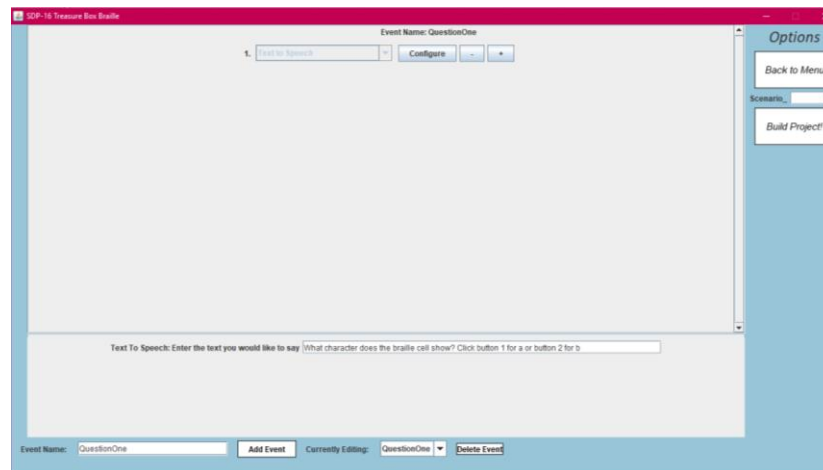 SDP-16 Treasure Box Braille
Event Name: QuestionOne
Options
1. Text to Speech Configure - +
Back to Menu
Scenario_
Build Project!
Text To Speech: Enter the text you would like to say What character does the braille cell show? Click button 1 for a or button 2 for b
Event Name: QuestionOne Add Event Currently Editing: QuestionOne Delete Event